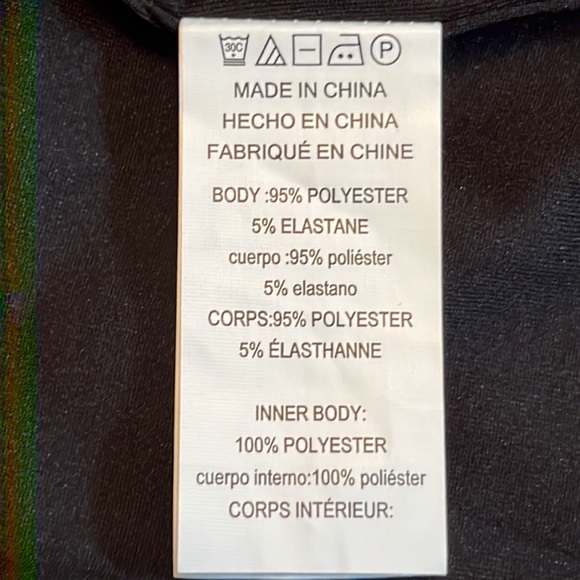 30C P
MADE IN CHINA
HECHO EN CHINA
FABRIQUÉ EN CHINE
BODY :95% POLYESTER
5% ELASTANE
cuerpo :95% poliéster
5% elastano
CORPS:95% POLYESTER
5% ÉLASTHANNE
INNER BODY:
100% POLYESTER
cuerpo interno:100% poliéster
CORPS INTÉRIEUR: